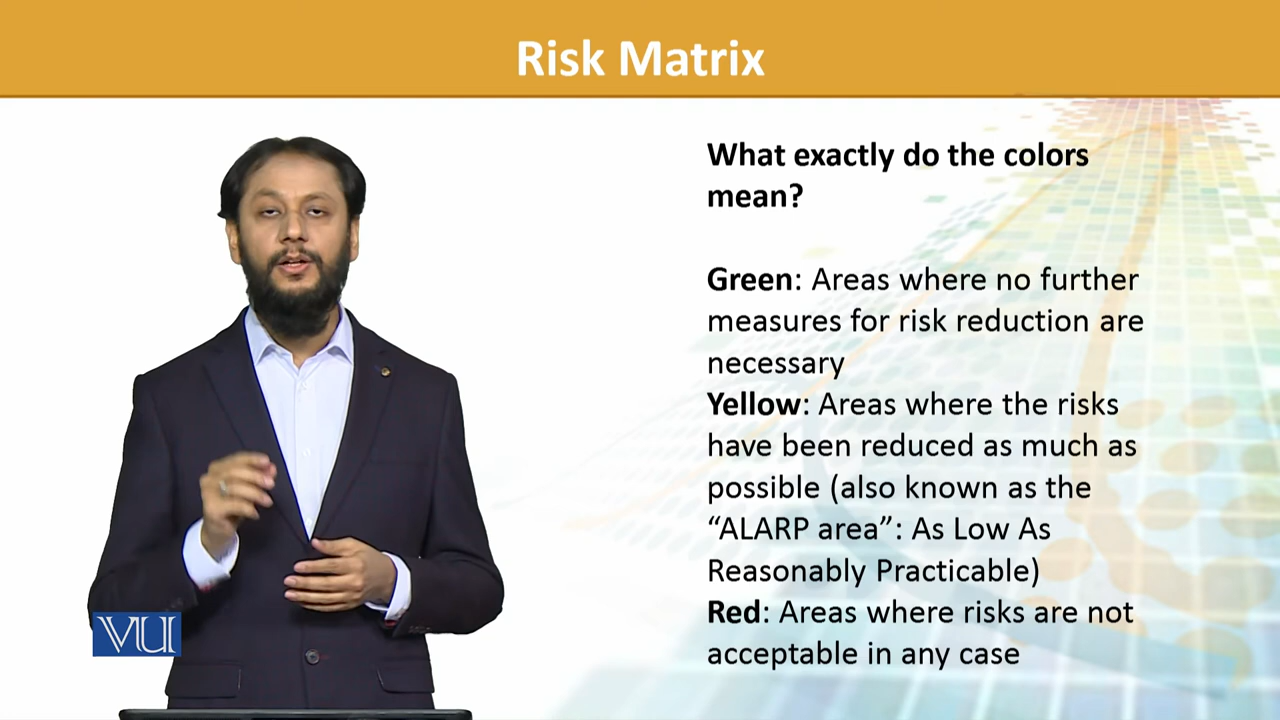 Risk Matrix
What exactly do the colors
mean?
Green: Areas where no further
measures for risk reduction are
necessary
Yellow: Areas where the risks
have been reduced as much as
possible (also known as the
“ALARP area”: As Low As
Reasonably Practicable)
Red: Areas where risks are not
acceptable in any case
VU